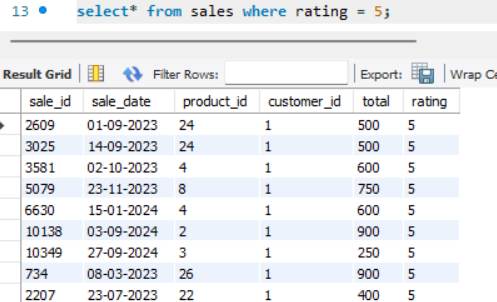 13 select* from sales where rating = 5;
Result Grid Filter Rows: Export: Wrap Ce
sale_id sale_date product_id customer_id total rating
2609 01-09-2023 24 1 500 5
3025 14-09-2023 24 1 500 5
3581 02-10-2023 4 1 600 5
5079 23-11-2023 8 1 750 5
6630 15-01-2024 4 1 600 5
10138 03-09-2024 2 1 900 5
10349 27-09-2024 3 1 250 5
734 08-03-2023 26 1 900 5
2207 23-07-2023 22 1 400 5